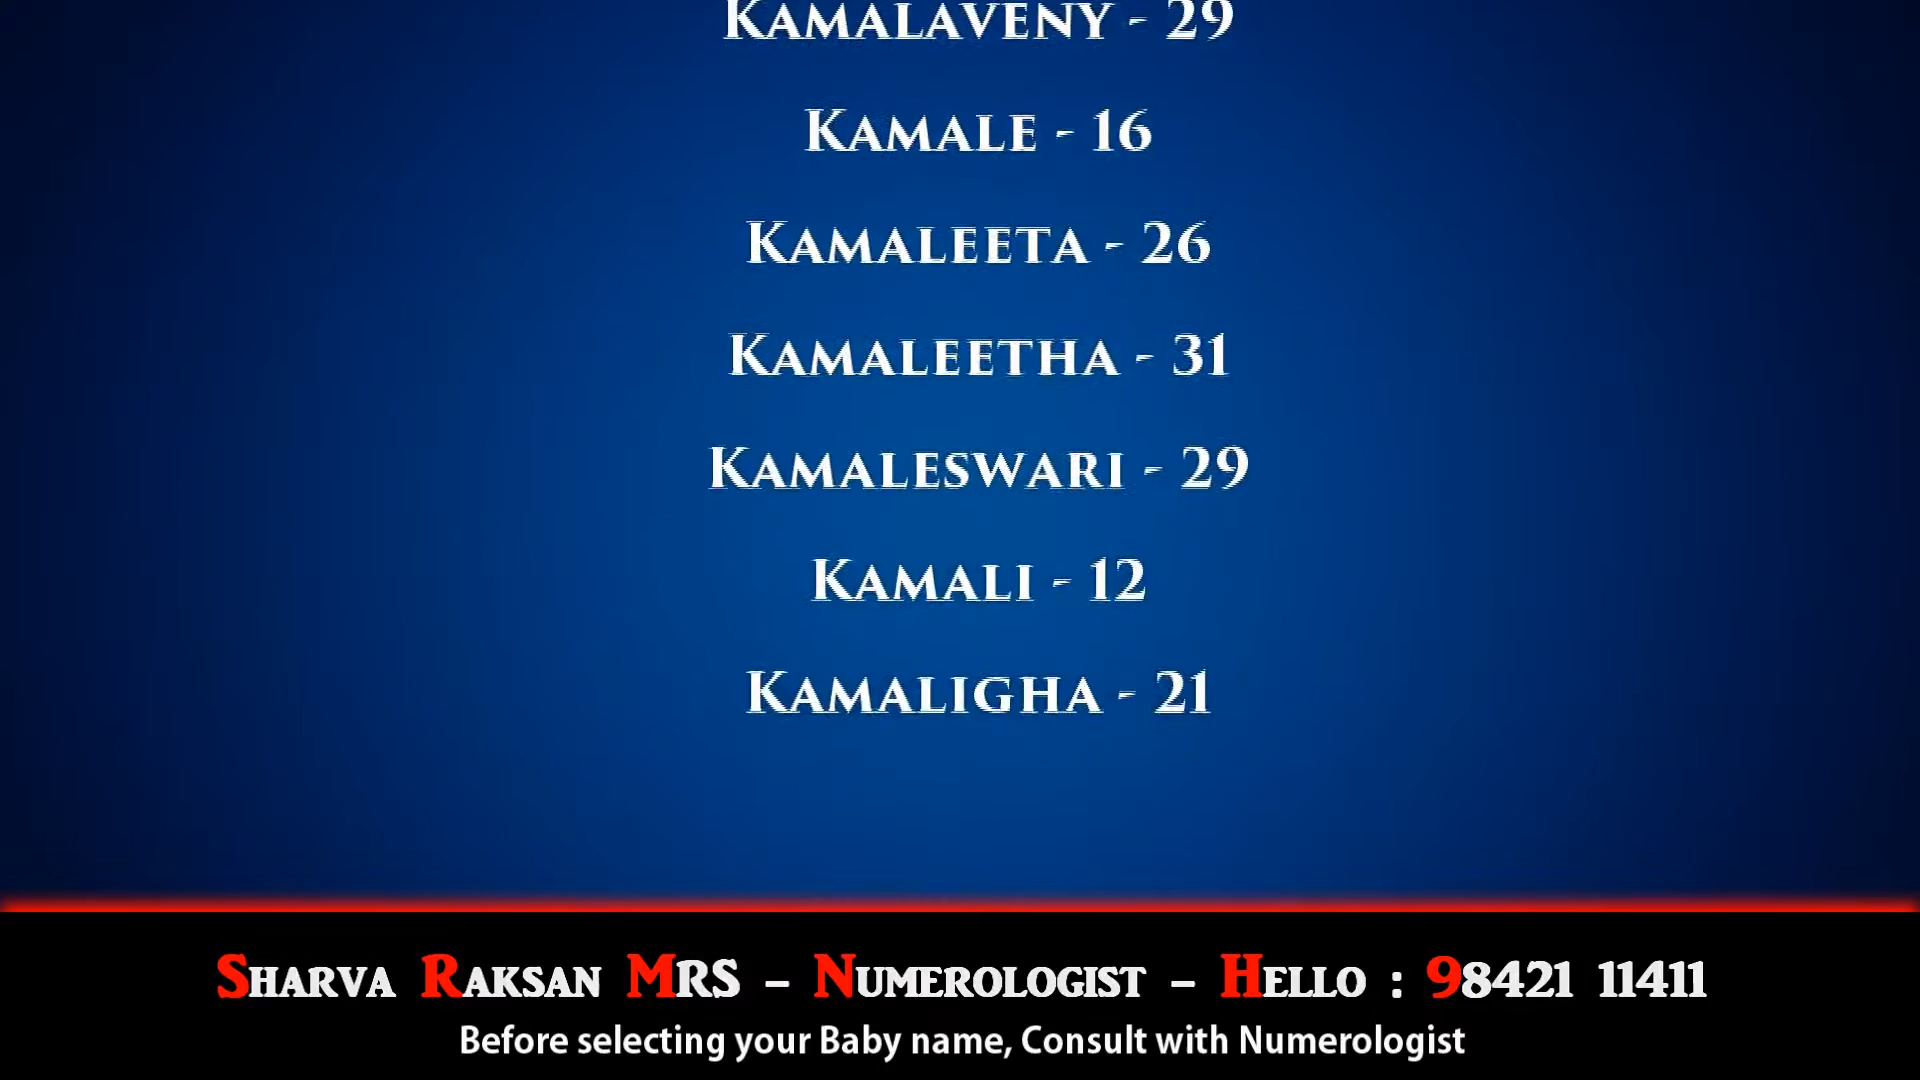 Kamalaveny - 29
Kamale - 16
Kamaleeta - 26
Kamaleetha - 31
Kamaleswari - 29
Kamali - 12
Kamaligha - 21
Sharva Raksan MRS - Numerologist - Hello : 98421 11411
Before selecting your Baby name, Consult with Numerologist